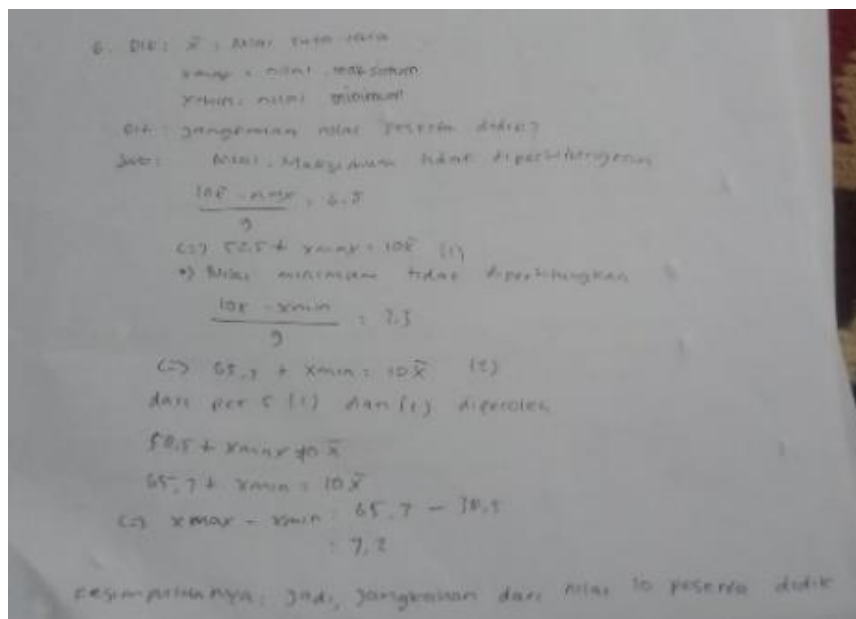 6. Dik: x̄ : Nilai rata-rata
xmax : nilai maksimum
xmin : nilai minimum
Dit: jangkauan nilai peserta didik?
Jwb: Nilai maksimum tidak diperhitungkan
10x̄ - xmax / 9 = 6.5
(=) 58.5 + xmax = 10x̄ (1)
*) Nilai minimum tidak diperhitungkan
10x̄ - xmin / 9 = 7.3
(=) 65,7 + xmin = 10x̄ (2)
dari per (1) dan diperoleh
58,5 + xmax 10x̄
65,7 + xmin = 10x̄
(=) xmax - xmin = 65,7 - 58,5
= 7,2
kesimpulannya: Jadi, jangkauan dari nilai 10 peserta didik